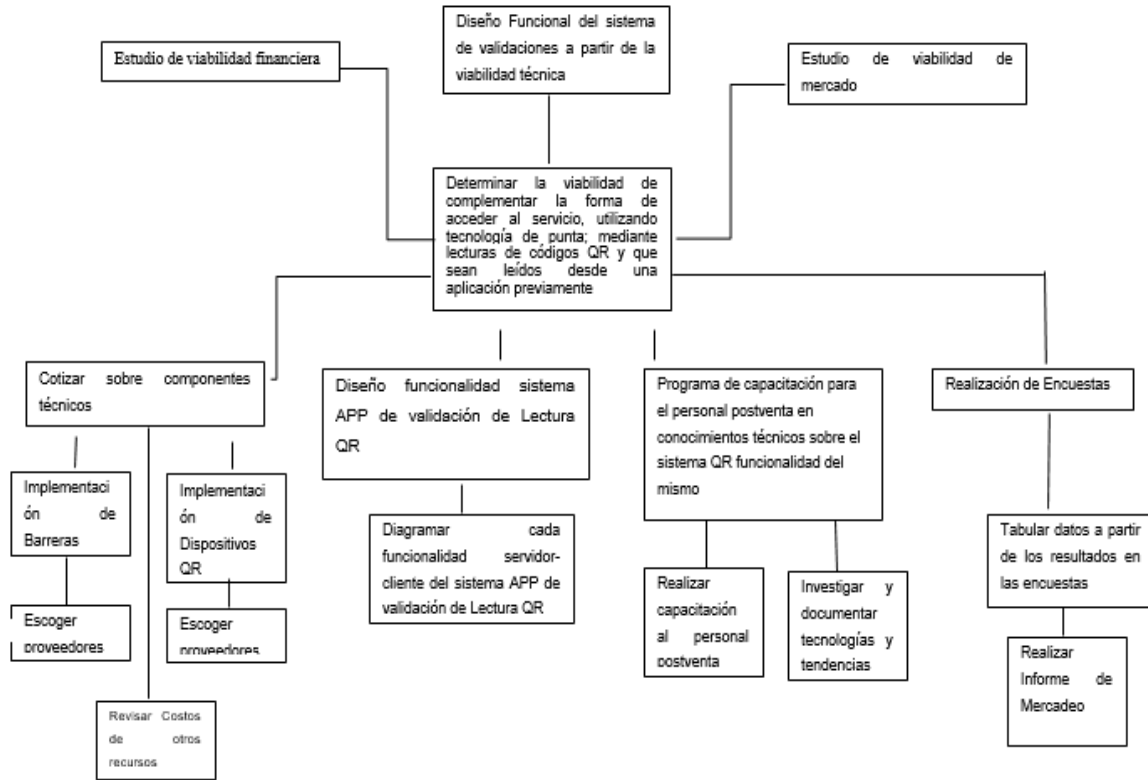 Estudio de viabilidad financiera
Diseño Funcional del sistema
de validaciones a partir de la
viabilidad técnica
Estudio de viabilidad de
mercado
Determinar la viabilidad de
complementar la forma de
acceder al servicio, utilizando
tecnología de punta; mediante
lecturas de códigos QR y que
sean leídos desde una
aplicación previamente
Cotizar sobre componentes
técnicos
Diseño funcionalidad sistema
APP de validación de Lectura
QR
Programa de capacitación para
el personal postventa en
conocimientos técnicos sobre el
sistema QR funcionalidad del
mismo
Realización de Encuestas
Implementaci
ón de
Barreras
Implementaci
ón de
Dispositivos
QR
Diagramar cada
funcionalidad servidor-
cliente del sistema APP de
validación de Lectura QR
Realizar
capacitación
al personal
postventa
Investigar y
documentar
tecnologías y
tendencias
Tabular datos a partir
de los resultados en
las encuestas
Escoger
proveedores
Escoger
proveedores
Realizar
Informe de
Mercadeo
Revisar Costos
de otros
recursos